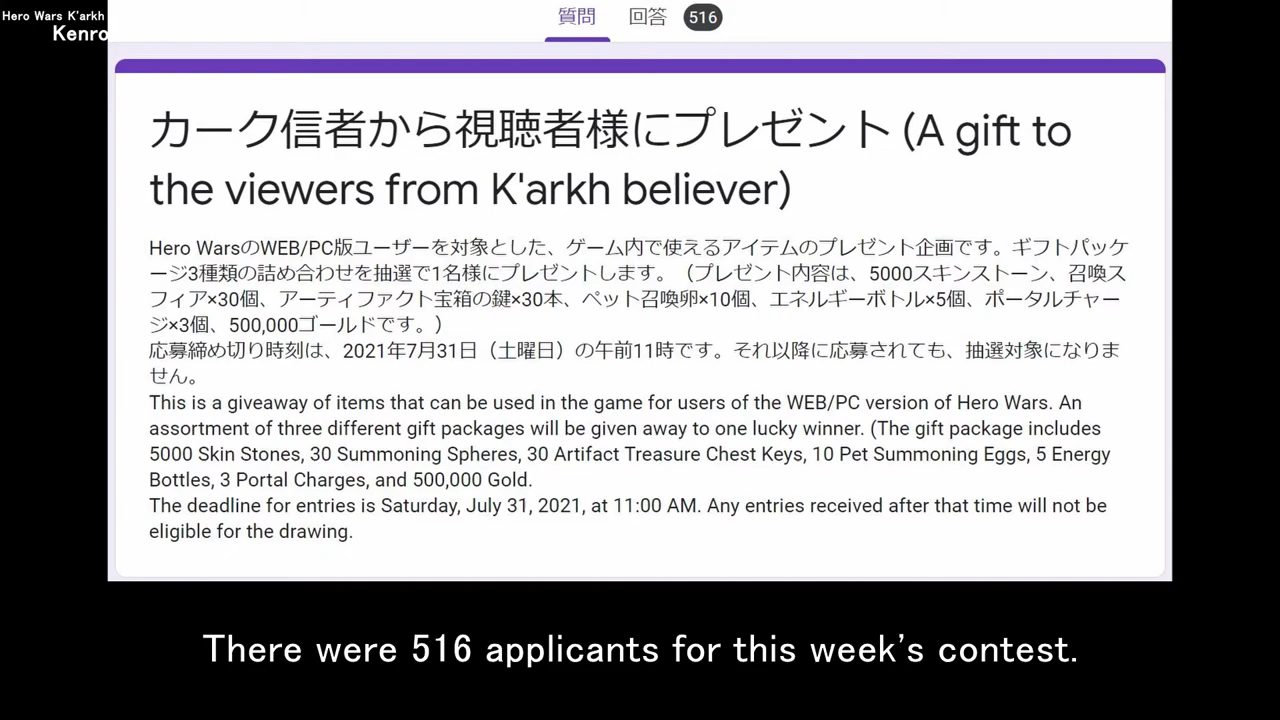 Hero Wars K'arkh
Kenro
質問 回答 516
カーク信者から視聴者様にプレゼント (A gift to
the viewers from K'arkh believer)
Hero WarsのWEB/PC版ユーザーを対象とした、ゲーム内で使えるアイテムのプレゼント企画です。ギフトパッケ
ージ3種類の詰め合わせを抽選で1名様にプレゼントします。（プレゼント内容は、5000スキンストーン、召喚ス
フィア×30個、アーティファクト宝箱の鍵×30本、ペット召喚卵×10個、エネルギーボトル×5個、ポータルチャー
ジ×3個、500,000ゴールドです。）
応募締め切り時刻は、2021年7月31日（土曜日）の午前11時です。それ以降に応募されても、抽選対象になりま
せん。
This is a giveaway of items that can be used in the game for users of the WEB/PC version of Hero Wars. An
assortment of three different gift packages will be given away to one lucky winner. (The gift package includes
5000 Skin Stones, 30 Summoning Spheres, 30 Artifact Treasure Chest Keys, 10 Pet Summoning Eggs, 5 Energy
Bottles, 3 Portal Charges, and 500,000 Gold.
The deadline for entries is Saturday, July 31, 2021, at 11:00 AM. Any entries received after that time will not be
eligible for the drawing.
There were 516 applicants for this week's contest.